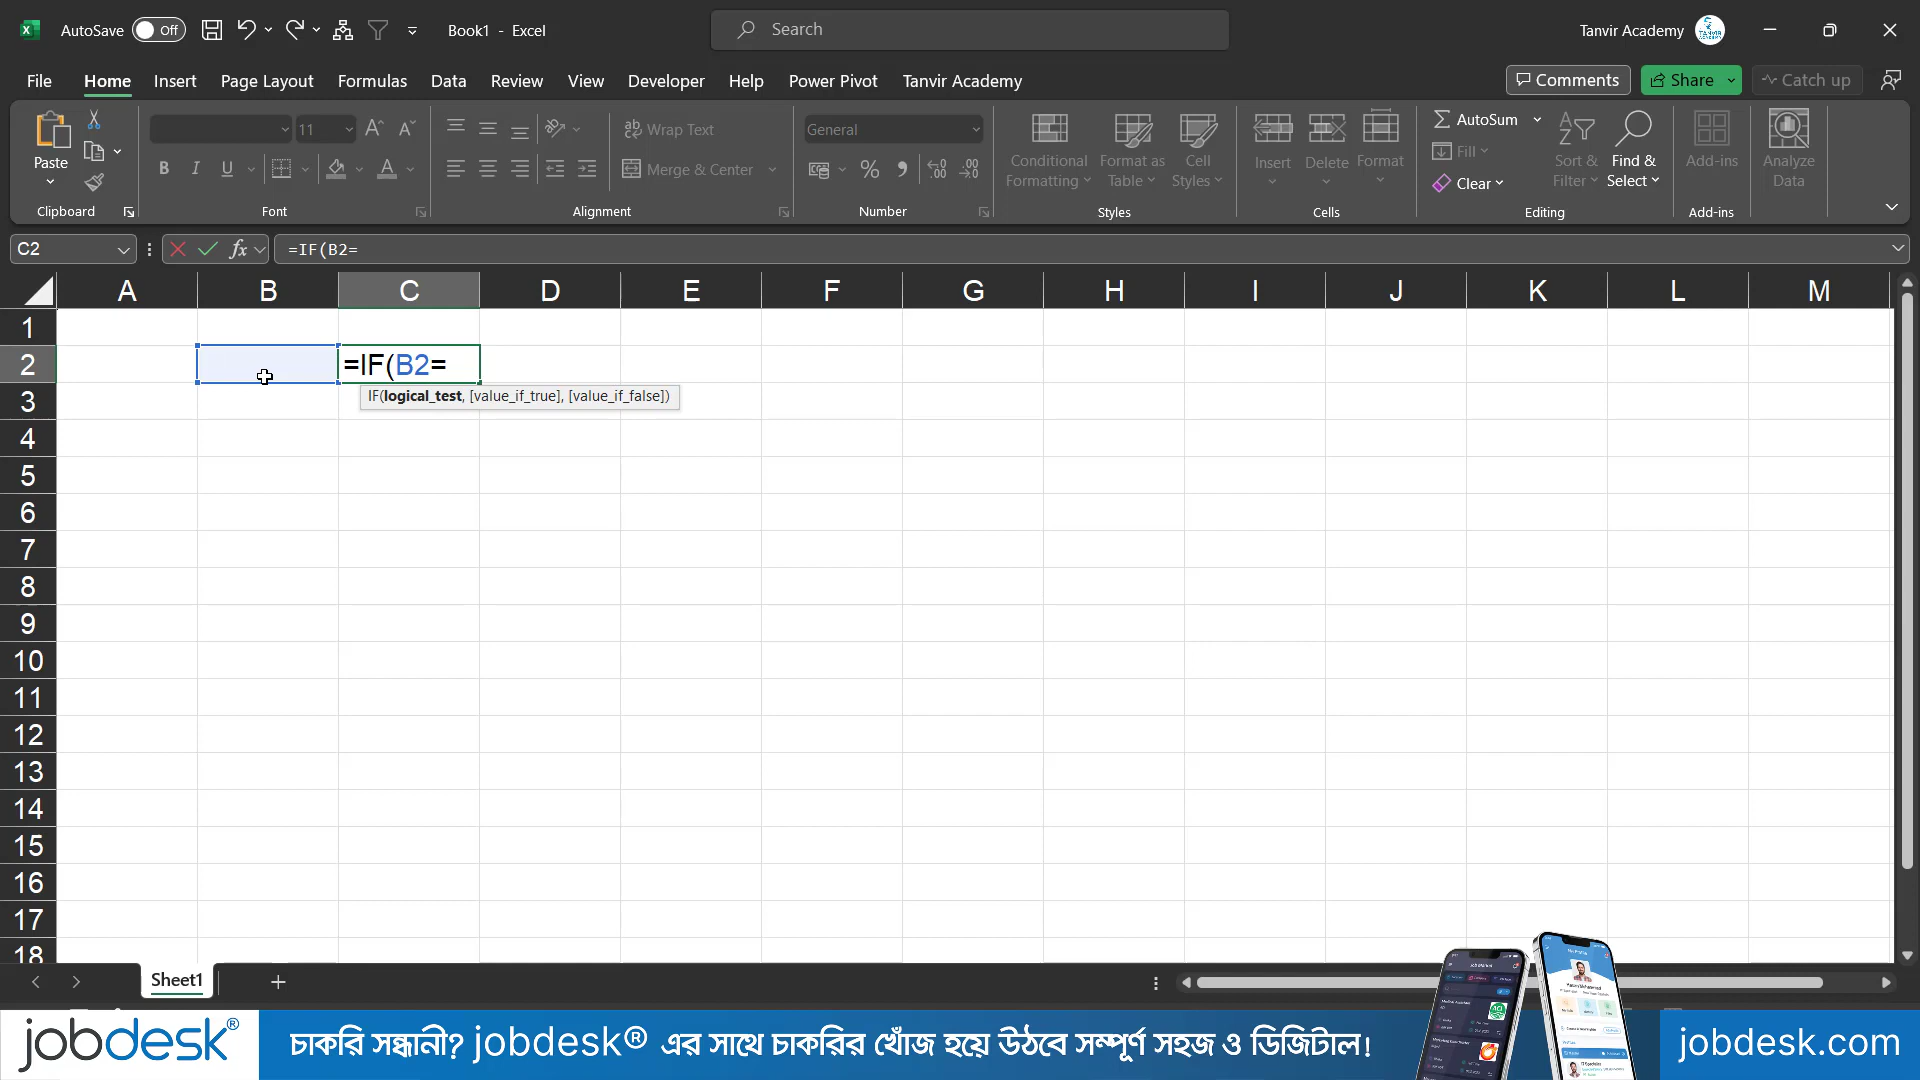 AutoSave Off Book1 - Excel Search Tanvir Academy
File Home Insert Page Layout Formulas Data Review View Developer Help Power Pivot Tanvir Academy Comments Share Catch up
Paste
Clipboard
11
B I U
Font
Wrap Text
Merge & Center
Alignment
General
Number
Conditional Formatting
Format as Table
Cell Styles
Styles
Insert Delete Format
Cells
AutoSum
Fill
Clear
Sort & Filter
Find & Select
Editing
Add-ins
Add-ins
Analyze Data
C2 fx =IF(B2=
A B C D E F G H I J K L M
1
2 =IF(B2=
IF(logical_test, [value_if_true], [value_if_false])
3
4
5
6
7
8
9
10
11
12
13
14
15
16
17
18
Sheet1
jobdesk® চাকরি সন্ধানী? jobdesk® এর সাথে চাকরির খোঁজ হয়ে উঠবে সম্পূর্ণ সহজ ও ডিজিটাল! jobdesk.com